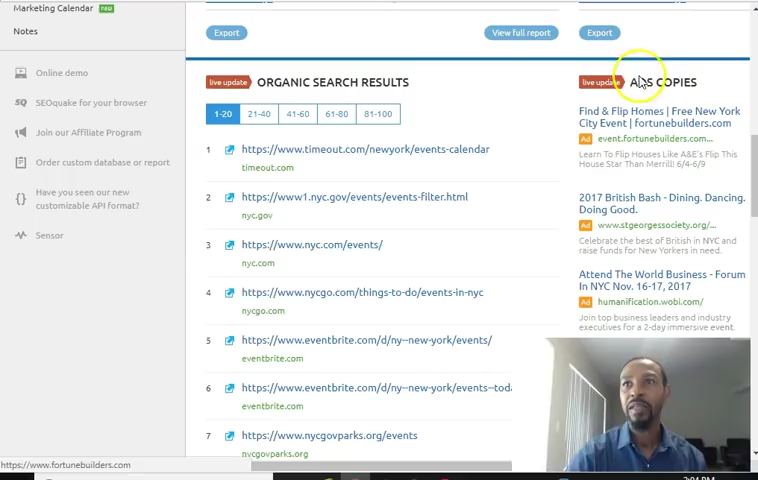 Marketing Calendar new
Notes
Online demo
SEOquake for your browser
Join our Affiliate Program
Order custom database or report
Have you seen our new
customizable API format?
Sensor
Export
View full report
Export
live update ORGANIC SEARCH RESULTS
1-20 21-40 41-60 61-80 81-100
1 https://www.timeout.com/newyork/events-calendar
timeout.com
2 https://www1.nyc.gov/events/events-filter.html
nyc.gov
3 https://www.nyc.com/events/
nyc.com
4 https://www.nycgo.com/things-to-do/events-in-nyc
nycgo.com
5 https://www.eventbrite.com/d/ny--new-york/events/
eventbrite.com
6 https://www.eventbrite.com/d/ny--new-york/events--toda
eventbrite.com
7 https://www.nycgovparks.org/events
nycgovparks.org
live update ADS COPIES
Find & Flip Homes | Free New York
City Event | fortunebuilders.com
Ad event.fortunebuilders.com...
Learn To Flip Houses Like A&E's Flip This
House Star Than Merrill! 6/4-6/9
2017 British Bash - Dining. Dancing.
Doing Good.
Ad www.stgeorgessociety.org/...
Celebrate the best of British in NYC and
raise funds for New Yorkers in need.
Attend The World Business - Forum
In NYC Nov. 16-17, 2017
Ad humanification.wobi.com/
Join top business leaders and industry
executives for a 2-day immersive event.
https://www.fortunebuilders.com
2:04 PM